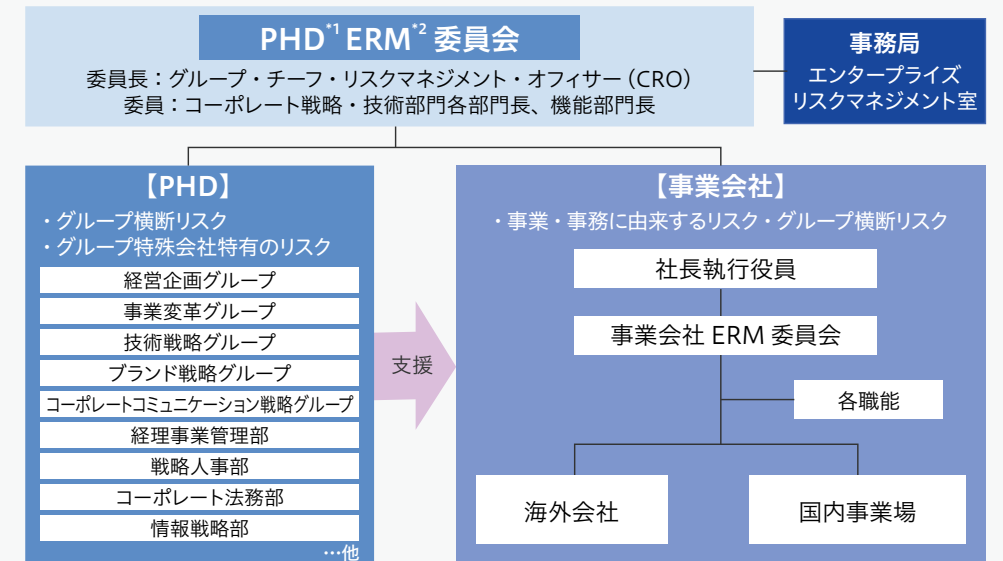 PHD*1 ERM*2 委員会
委員長：グループ・チーフ・リスクマネジメント・オフィサー（CRO）
委員：コーポレート戦略・技術部門各部門長、機能部門長
事務局
エンタープライズ
リスクマネジメント室
【PHD】
・グループ横断リスク
・グループ特殊会社特有のリスク
経営企画グループ
事業変革グループ
技術戦略グループ
ブランド戦略グループ
コーポレートコミュニケーション戦略グループ
経理事業管理部
戦略人事部
コーポレート法務部
情報戦略部
…他
支援
【事業会社】
・事業・事務に由来するリスク・グループ横断リスク
社長執行役員
事業会社 ERM 委員会
各職能
海外会社
国内事業場